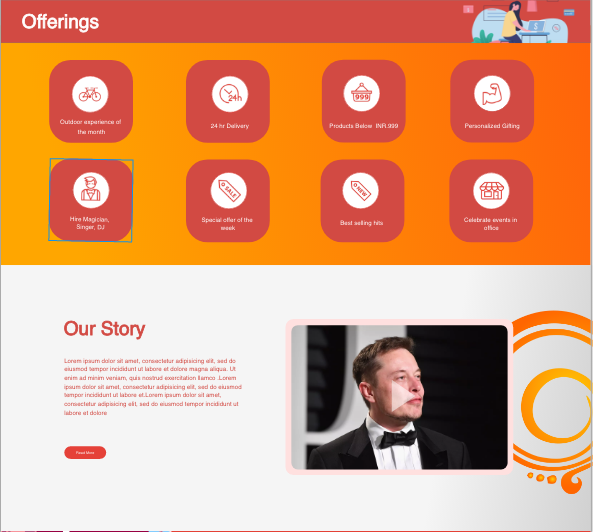 Offerings
24h
999
Outdoor experience of
the month
24 hr Delivery
Products Below  INR.999
Personalized Gifting
SALE
NEW
Hire Magician,
Singer, DJ
Special offer of the
week
Best selling hits
Celebrate events in
office
Our Story
Lorem ipsum dolor sit amet, consectetur adipisicing elit, sed do
eiusmod tempor incididunt ut labore et dolore magna aliqua. Ut
enim ad minim veniam, quis nostrud exercitation llamco. Lorem
ipsum dolor sit amet, consectetur adipisicing elit, sed do eiusmod
tempor incididunt ut labore et.Lorem ipsum dolor sit amet,
consectetur adipisicing elit, sed do eiusmod tempor incididunt ut
labore et dolore
Read More